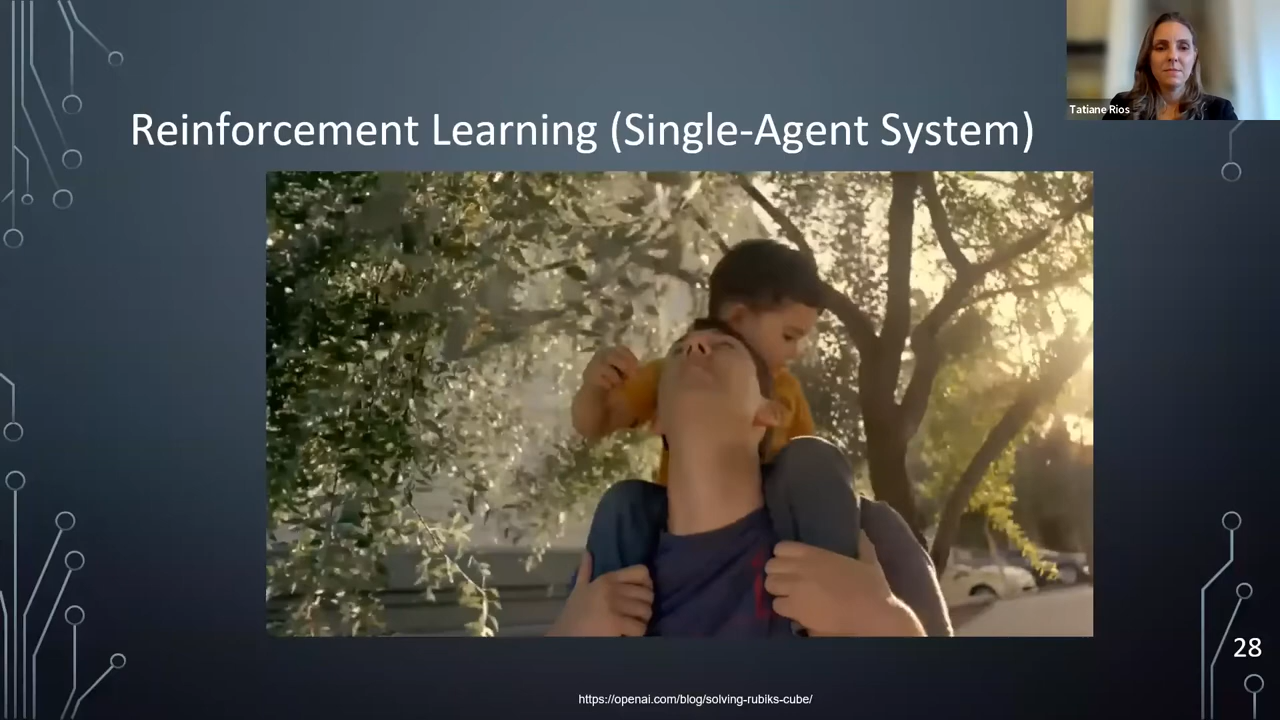 Tatiane Rios
Reinforcement Learning (Single-Agent System)
28
https://openai.com/blog/solving-rubiks-cube/